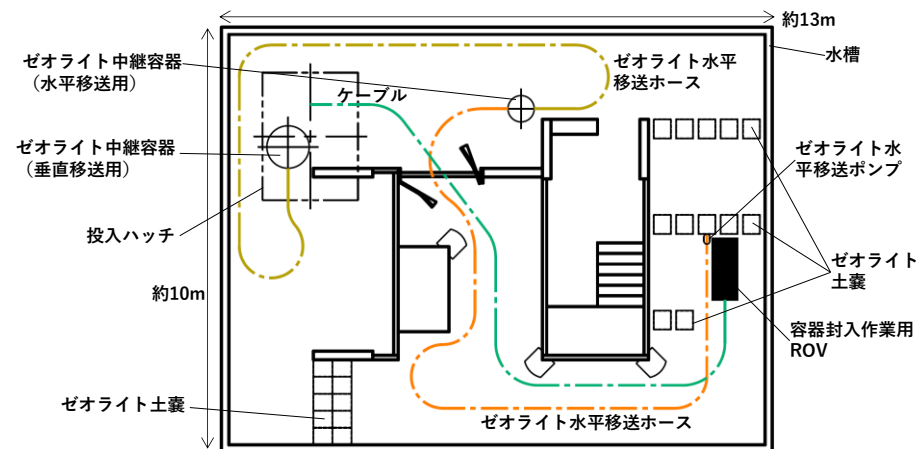 約13m
水槽
ゼオライト中継容器
（水平移送用）
ゼオライト水平
移送ホース
ケーブル
ゼオライト中継容器
（垂直移送用）
ゼオライト水
平移送ポンプ
投入ハッチ
ゼオライト
土嚢
約10m
容器封入作業用
ROV
ゼオライト土嚢
ゼオライト水平移送ホース